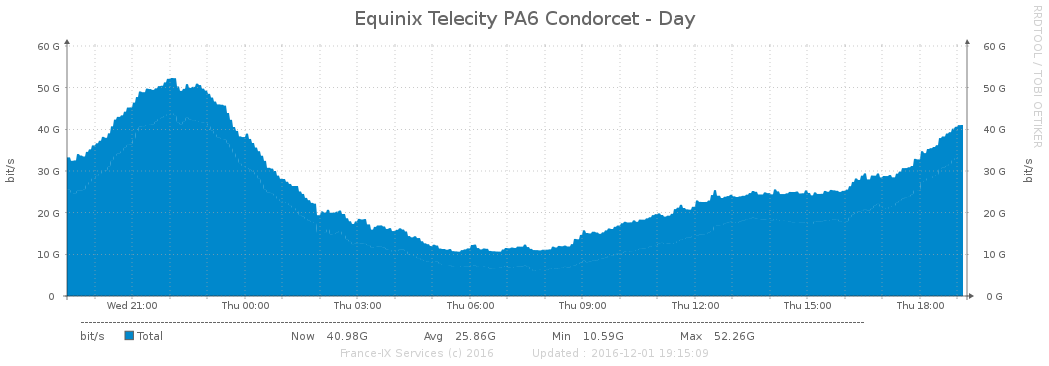 Equinix Telecity PA6 Condorcet - Day
RRDTOOL / TOBI OETIKER
60 G 60 G
50 G 50 G
40 G 40 G
30 G 30 G
20 G 20 G
10 G 10 G
0 0 G
bit/s bit/s
Wed 21:00 Thu 00:00 Thu 03:00 Thu 06:00 Thu 09:00 Thu 12:00 Thu 15:00 Thu 18:00
bit/s Total Now 40.98G Avg 25.86G Min 10.59G Max 52.26G
France-IX Services (c) 2016 Updated : 2016-12-01 19:15:09